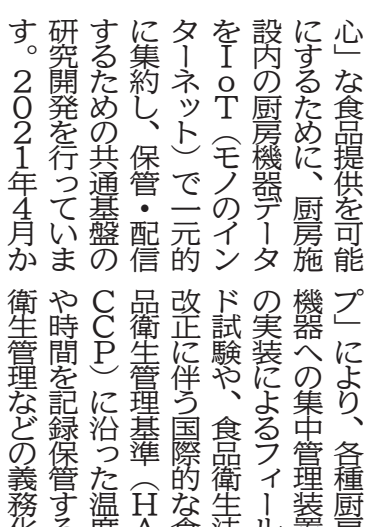 心」な食品提供を可能
にするために、厨房施
設内の厨房機器データ
をIoT（モノのイン
ターネット）で一元的
に集約し、保管・配信
するための共通基盤の
研究開発を行っていま
す。2021年4月か
プ」により、各種厨
機器への集中管理装置
の実装によるフィール
ド試験や、食品衛生法
改正に伴う国際的な食
品衛生管理基準（HA
CCP）に沿った温度
や時間を記録保管する
衛生管理などの義務化